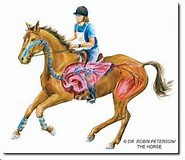 © DR. ROBIN PETERSON/
THE HORSE